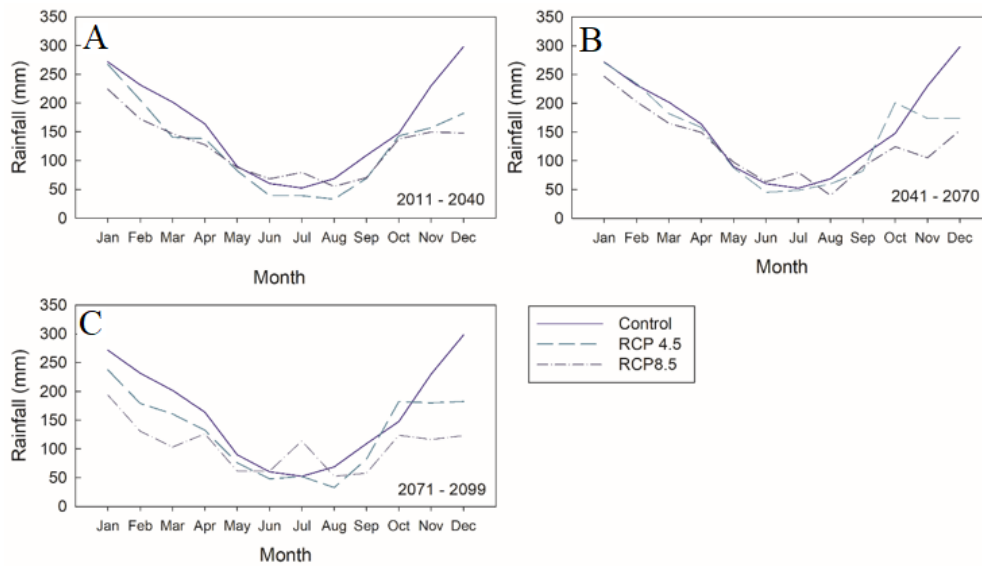 A
350
300
250
200
150
100
50
0
Rainfall (mm)
2011 - 2040
Jan Feb Mar Apr May Jun Jul Aug Sep Oct Nov Dec
Month
B
350
300
250
200
150
100
50
0
Rainfall (mm)
2041 - 2070
Jan Feb Mar Apr May Jun Jul Aug Sep Oct Nov Dec
Month
C
350
300
250
200
150
100
50
0
Rainfall (mm)
2071 - 2099
Jan Feb Mar Apr May Jun Jul Aug Sep Oct Nov Dec
Month
Control
RCP 4.5
RCP8.5